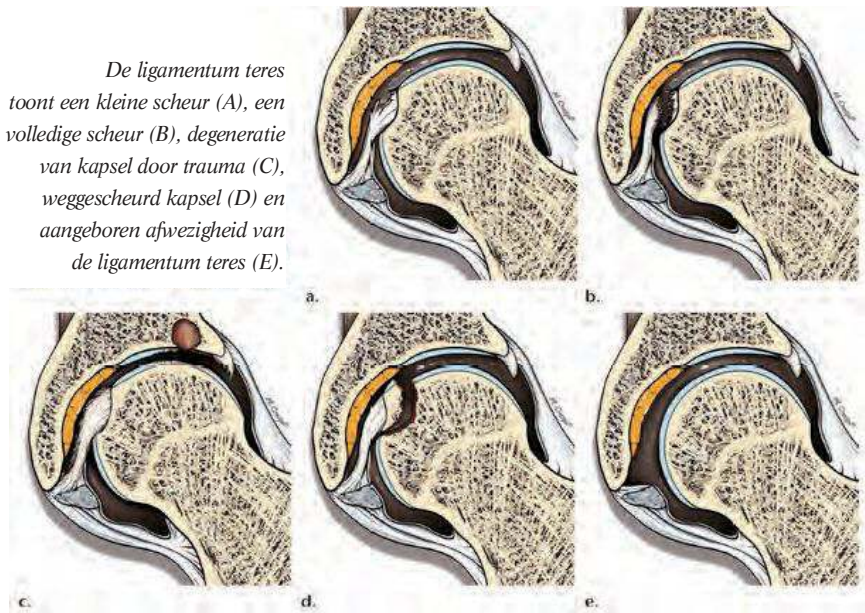 De ligamentum teres
toont een kleine scheur (A), een
volledige scheur (B), degeneratie
van kapsel door trauma (C),
weggescheurd kapsel (D) en
aangeboren afwezigheid van
de ligamentum teres (E).
a.
b.
c.
d.
e.